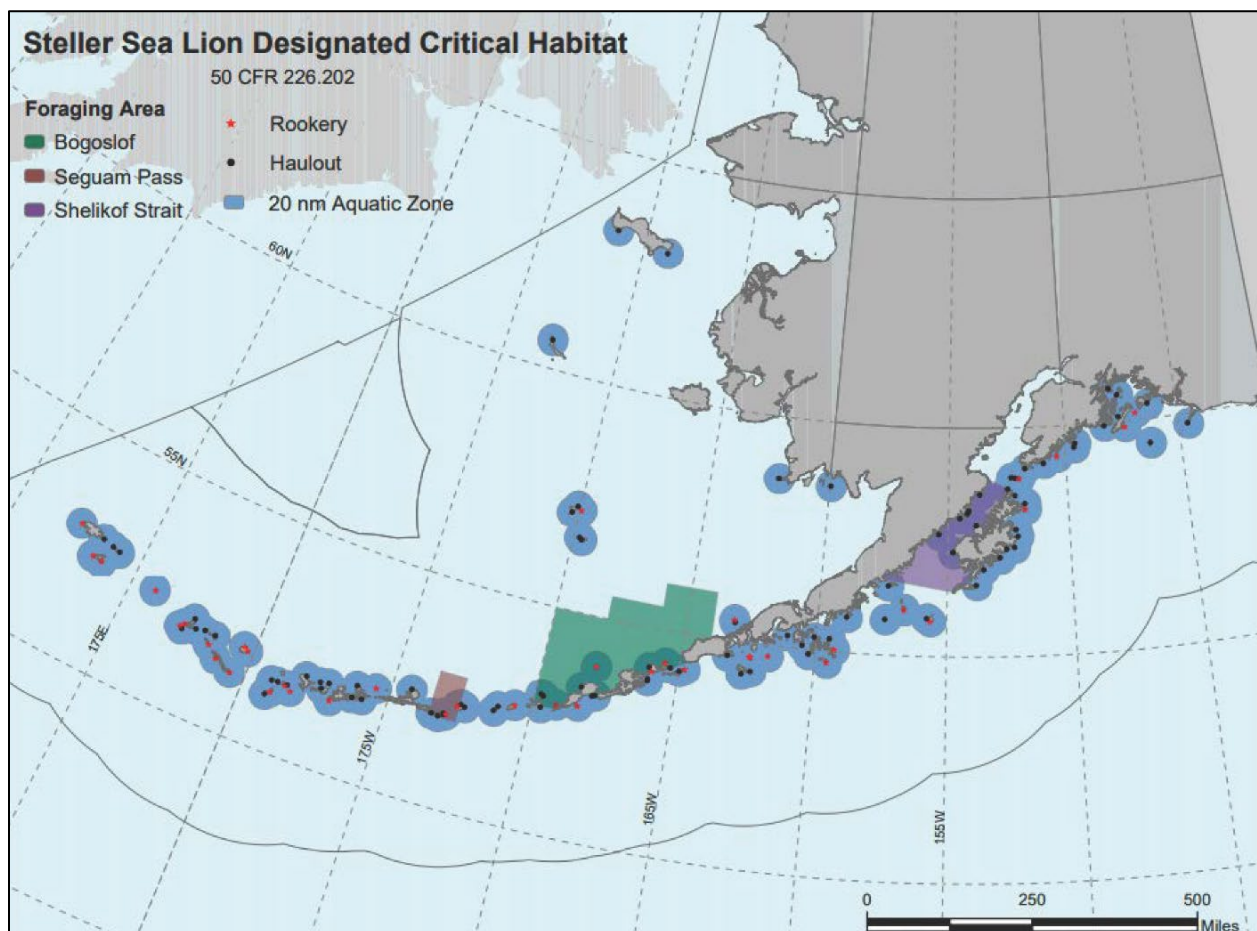 Steller Sea Lion Designated Critical Habitat
50 CFR 226.202
Foraging Area
Bogoslof
Seguam Pass
Shelikof Strait
Rookery
Haulout
20 nm Aquatic Zone
60N
55N
175E
175W
165W
155W
0 250 500
Miles